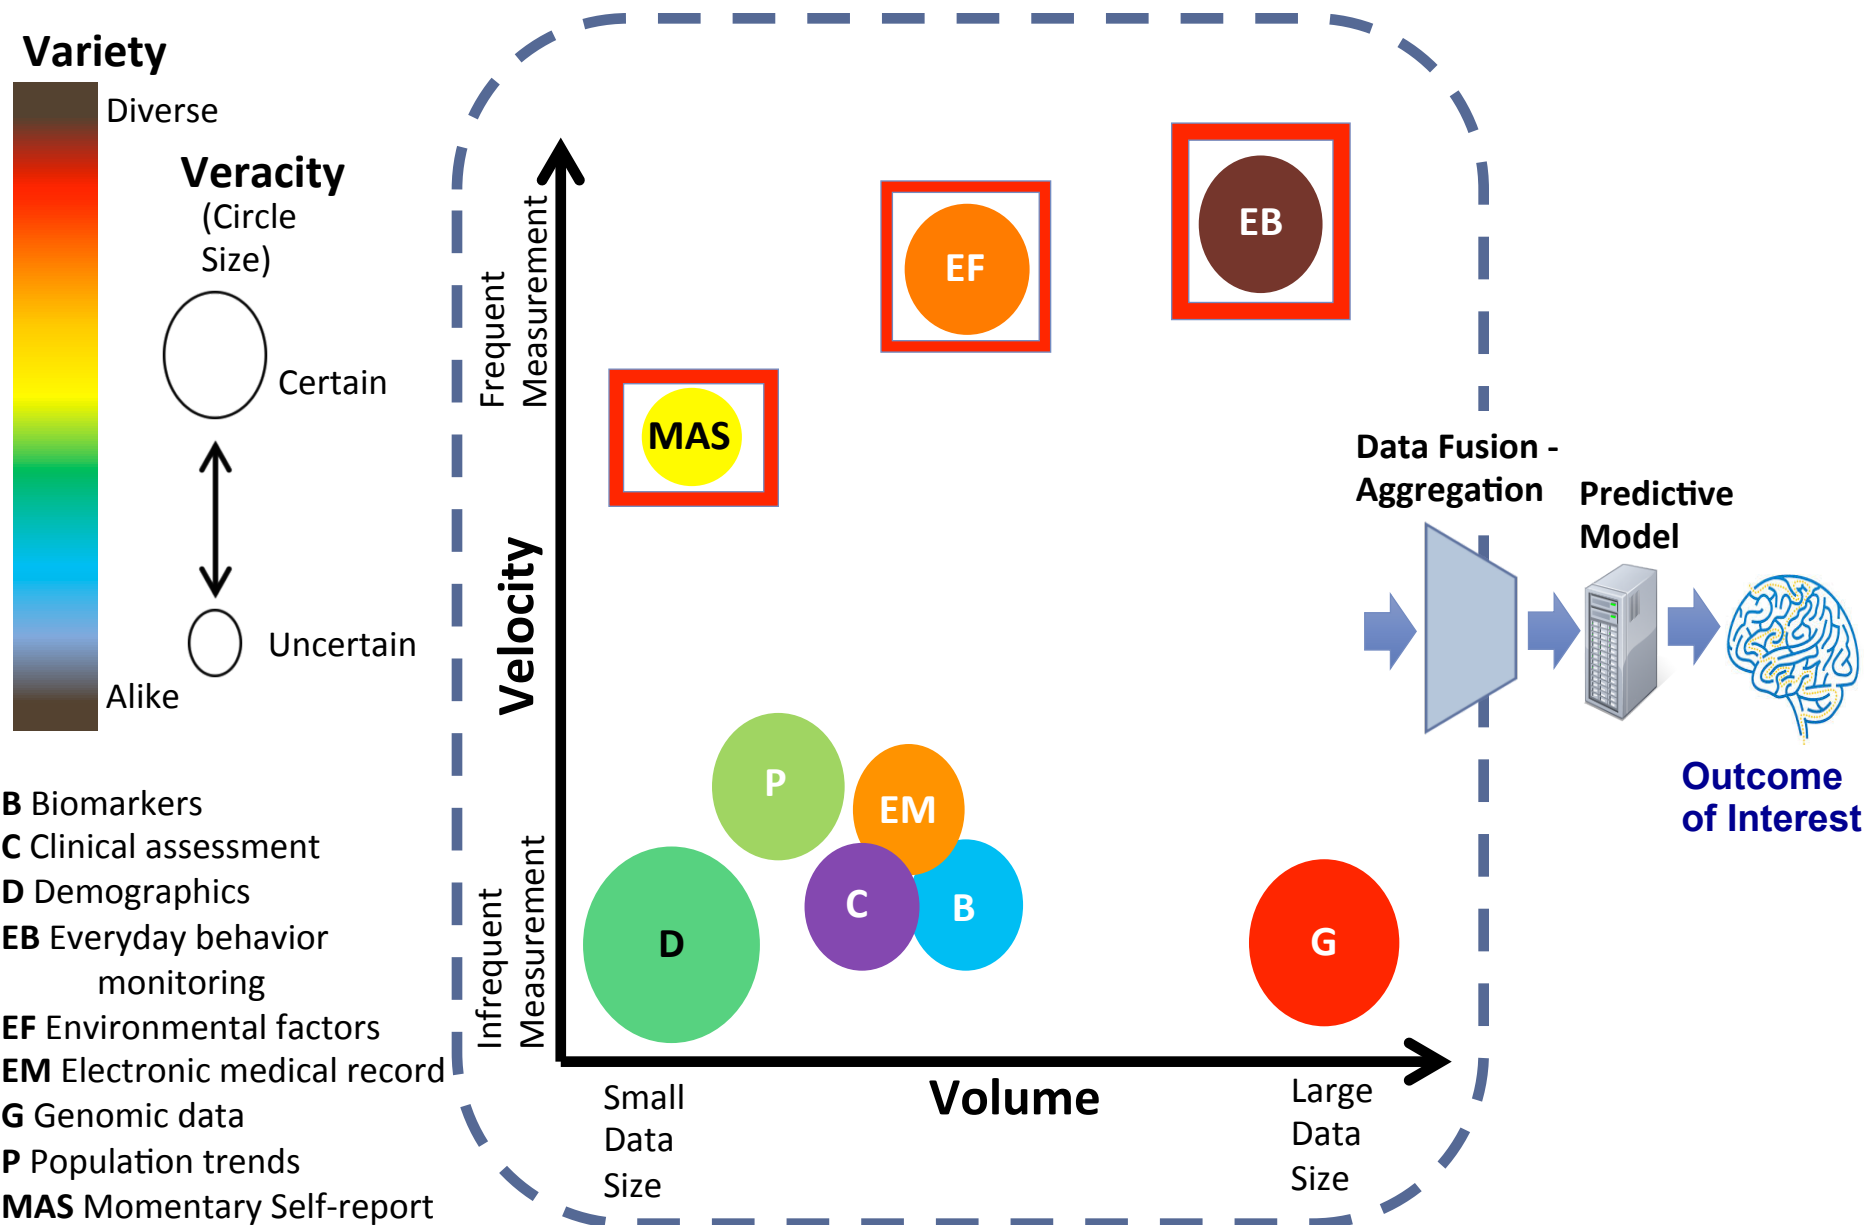 Variety
Diverse
Veracity
(Circle
Size)
Certain
Uncertain
Alike
B Biomarkers
C Clinical assessment
D Demographics
EB Everyday behavior
monitoring
EF Environmental factors
EM Electronic medical record
G Genomic data
P Population trends
MAS Momentary Self-report
Frequent
Measurement
Velocity
Infrequent
Measurement
EB
EF
MAS
P
EM
C
B
D
G
Small
Data
Size
Volume
Large
Data
Size
Data Fusion -
Aggregation
Predictive
Model
Outcome
of Interest